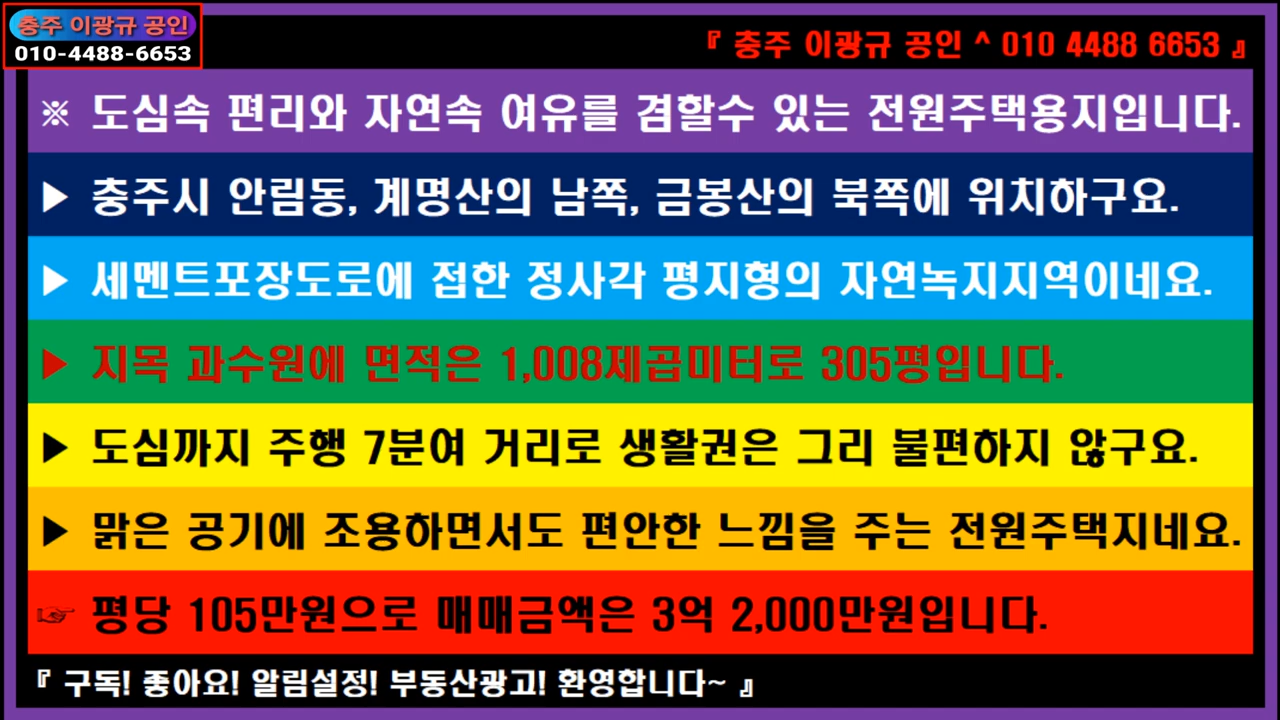 충주 이광규 공인
010-4488-6653
『 충주 이광규 공인 ^ 010 4488 6653 』
※ 도심속 편리와 자연속 여유를 겸할수 있는 전원주택용지입니다.
▶ 충주시 안림동, 계명산의 남쪽, 금봉산의 북쪽에 위치하구요.
▶ 세멘트포장도로에 접한 정사각 평지형의 자연녹지지역이네요.
▶ 지목 과수원에 면적은 1,008제곱미터로 305평입니다.
▶ 도심까지 주행 7분여 거리로 생활권은 그리 불편하지 않구요.
▶ 맑은 공기에 조용하면서도 편안한 느낌을 주는 전원주택지네요.
☞ 평당 105만원으로 매매금액은 3억 2,000만원입니다.
『 구독! 좋아요! 알림설정! 부동산광고! 환영합니다~ 』